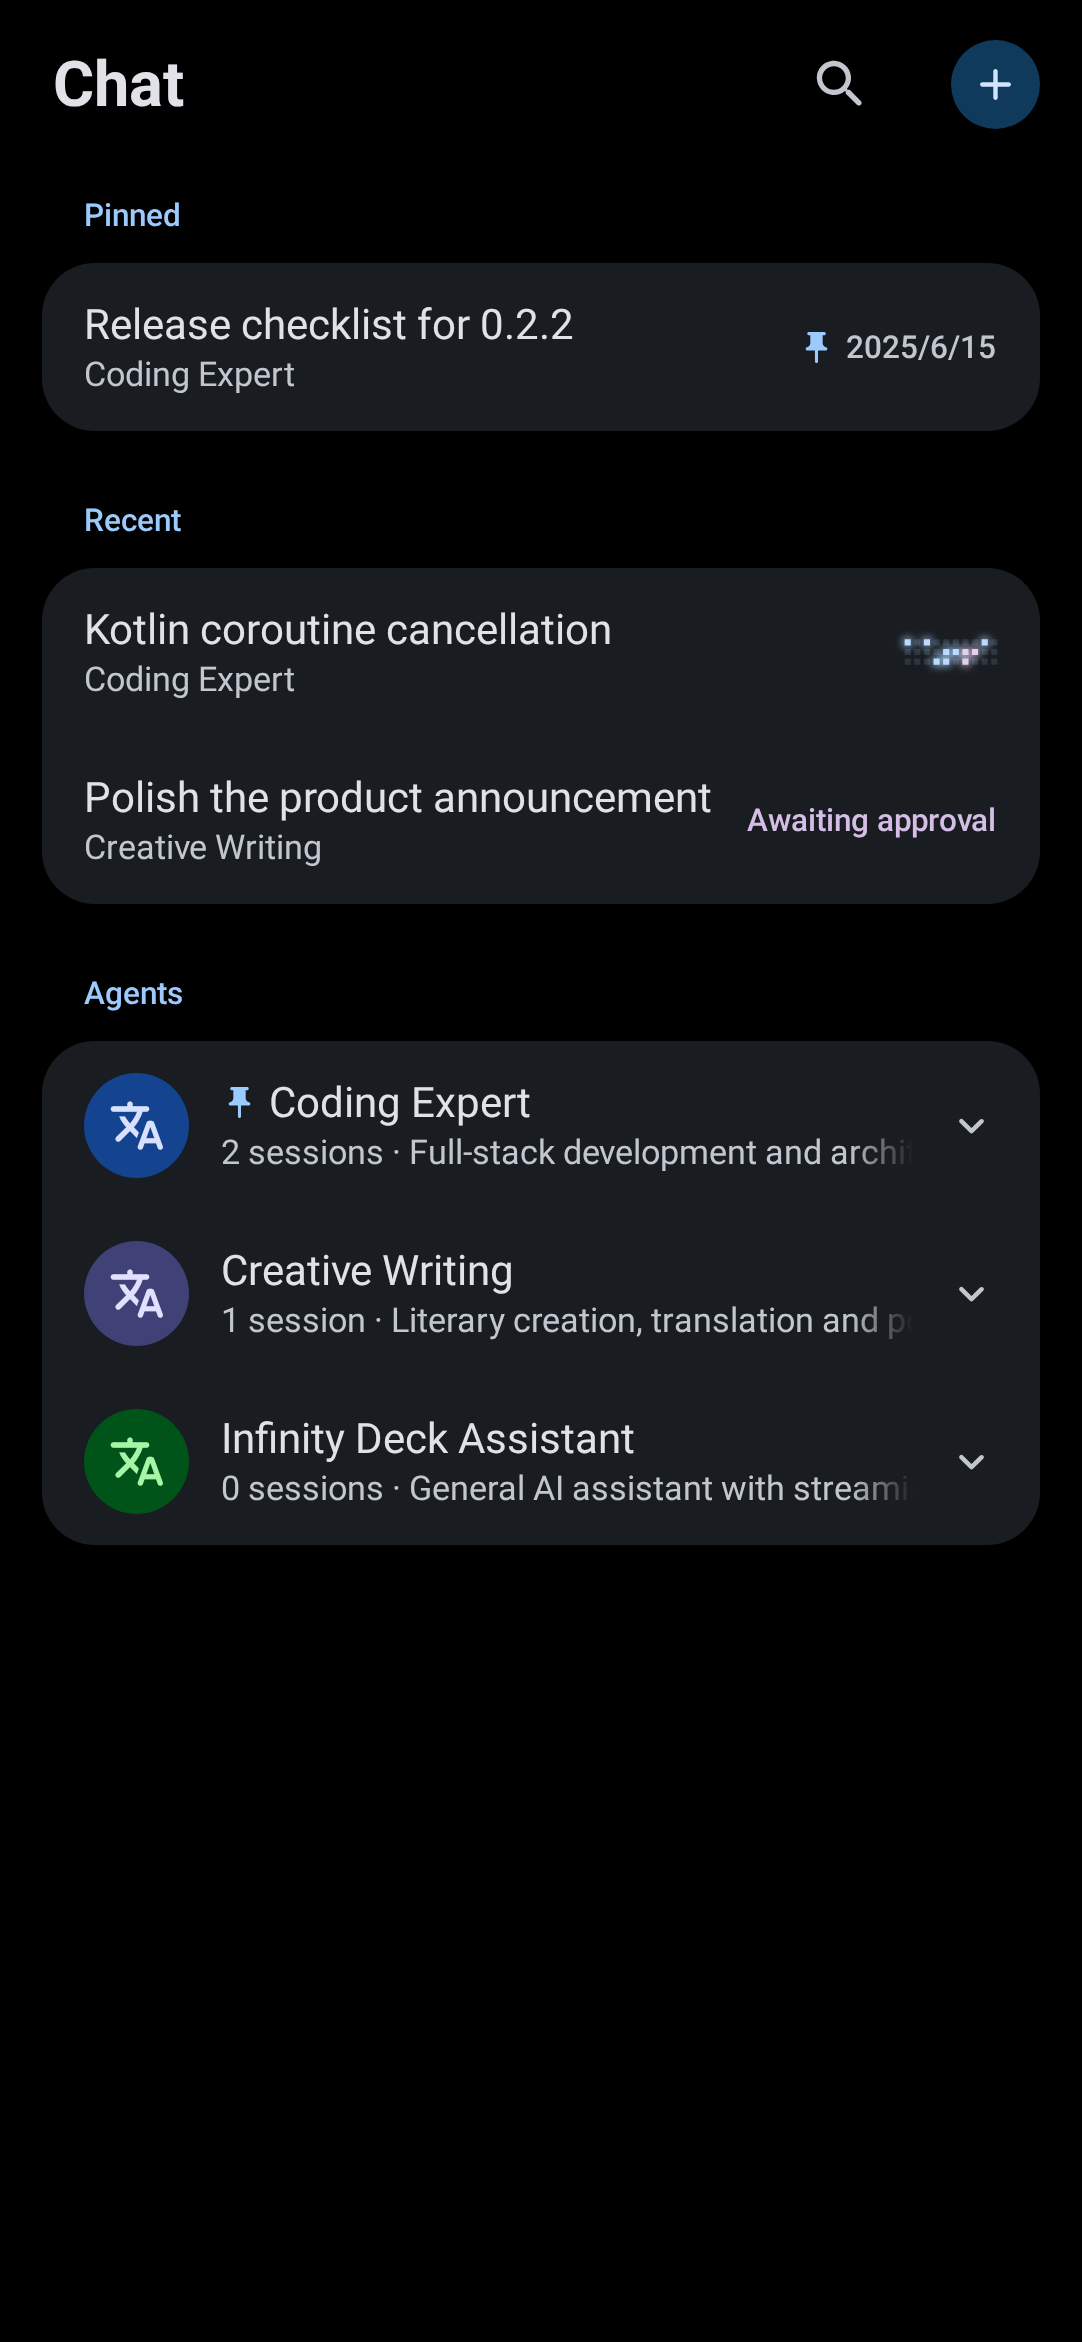 Chat
Pinned
Release checklist for 0.2.2
Coding Expert
2025/6/15
Recent
Kotlin coroutine cancellation
Coding Expert
Polish the product announcement
Creative Writing
Awaiting approval
Agents
Coding Expert
2 sessions · Full-stack development and archi
Creative Writing
1 session · Literary creation, translation and
Infinity Deck Assistant
0 sessions · General AI assistant with streami